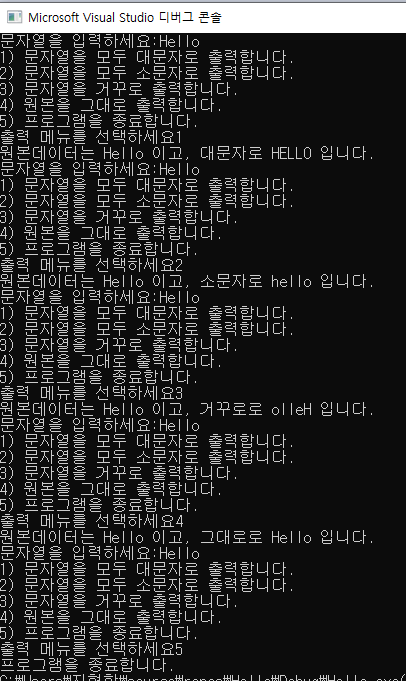 Microsoft Visual Studio 디버그 콘솔
문자열을 입력하세요:Hello
1) 문자열을 모두 대문자로 출력합니다.
2) 문자열을 모두 소문자로 출력합니다.
3) 문자열을 거꾸로 출력합니다.
4) 원본을 그대로 출력합니다.
5) 프로그램을 종료합니다.
출력 메뉴를 선택하세요1
원본데이터는 Hello 이고, 대문자로 HELLO 입니다.
문자열을 입력하세요:Hello
1) 문자열을 모두 대문자로 출력합니다.
2) 문자열을 모두 소문자로 출력합니다.
3) 문자열을 거꾸로 출력합니다.
4) 원본을 그대로 출력합니다.
5) 프로그램을 종료합니다.
출력 메뉴를 선택하세요2
원본데이터는 Hello 이고, 소문자로 hello 입니다.
문자열을 입력하세요:Hello
1) 문자열을 모두 대문자로 출력합니다.
2) 문자열을 모두 소문자로 출력합니다.
3) 문자열을 거꾸로 출력합니다.
4) 원본을 그대로 출력합니다.
5) 프로그램을 종료합니다.
출력 메뉴를 선택하세요3
원본데이터는 Hello 이고, 거꾸로로 olleH 입니다.
문자열을 입력하세요:Hello
1) 문자열을 모두 대문자로 출력합니다.
2) 문자열을 모두 소문자로 출력합니다.
3) 문자열을 거꾸로 출력합니다.
4) 원본을 그대로 출력합니다.
5) 프로그램을 종료합니다.
출력 메뉴를 선택하세요4
원본데이터는 Hello 이고, 그대로로 Hello 입니다.
문자열을 입력하세요:Hello
1) 문자열을 모두 대문자로 출력합니다.
2) 문자열을 모두 소문자로 출력합니다.
3) 문자열을 거꾸로 출력합니다.
4) 원본을 그대로 출력합니다.
5) 프로그램을 종료합니다.
출력 메뉴를 선택하세요5
프로그램을 종료합니다.